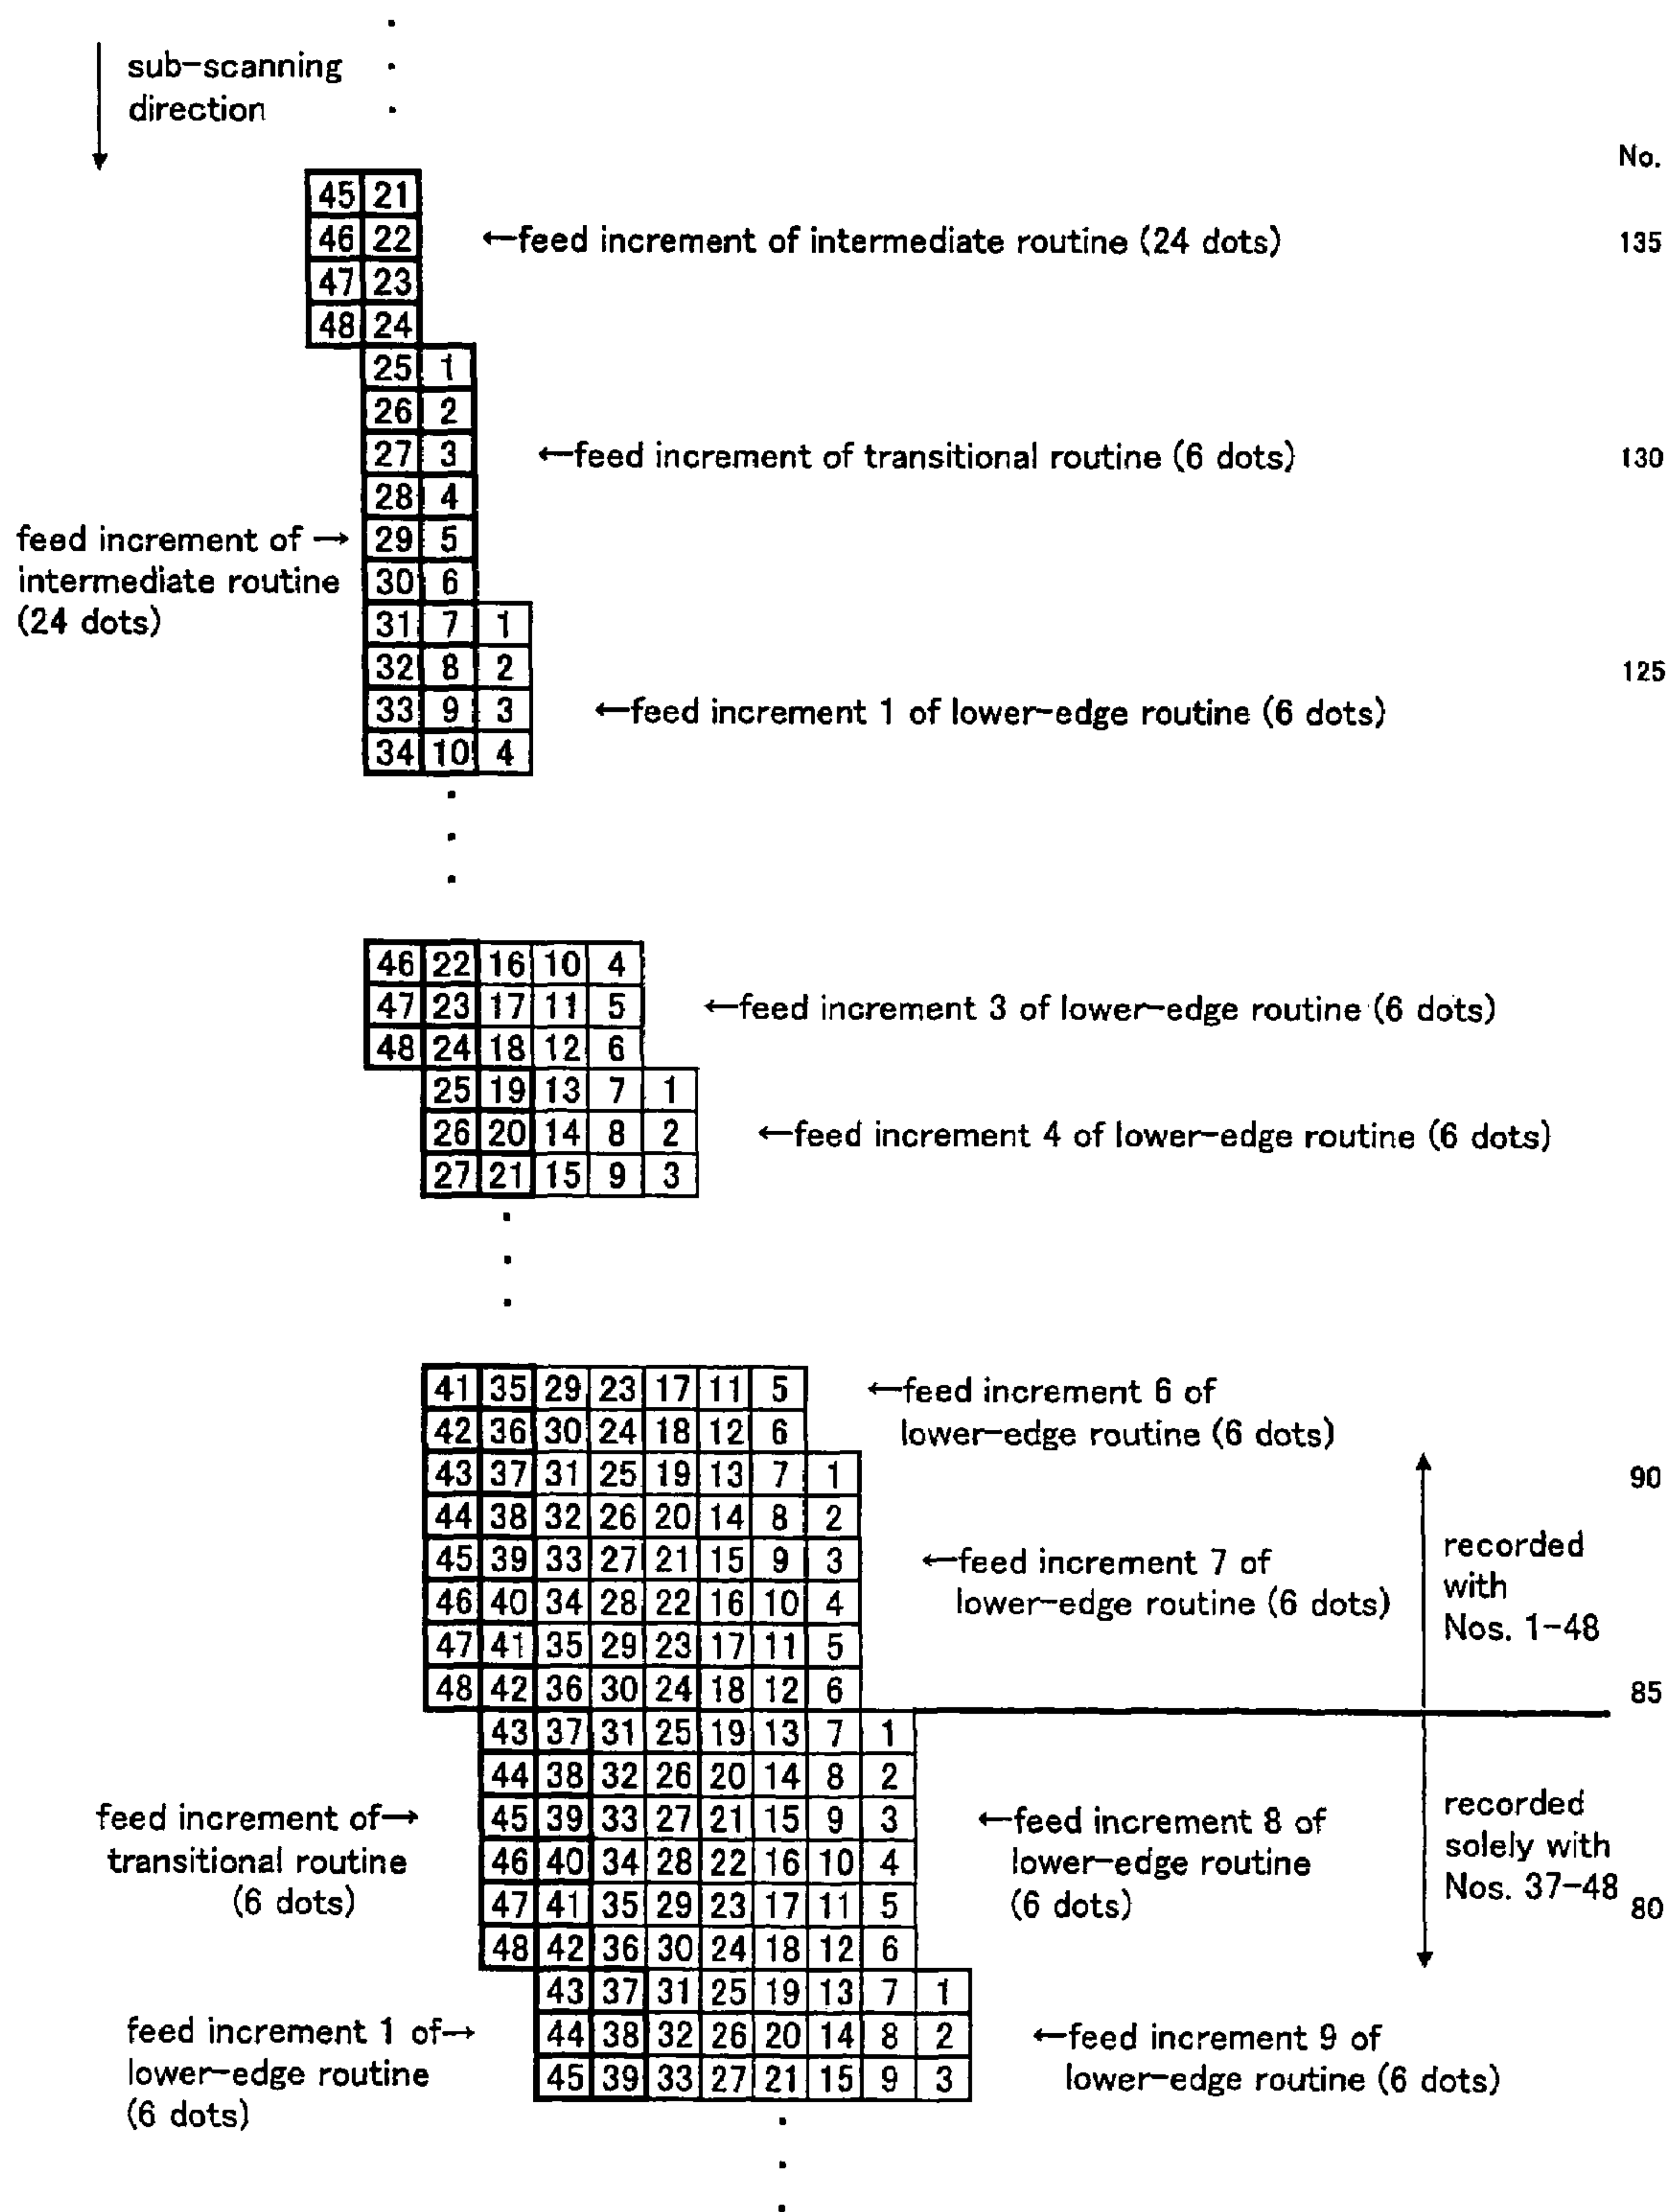 sub-scanning
direction
No.
45 21
46 22 ←feed increment of intermediate routine (24 dots) 135
47 23
48 24
25 1
26 2
27 3 ←feed increment of transitional routine (6 dots) 130
28 4
feed increment of → 29 5
intermediate routine 30 6
(24 dots) 31 7 1
32 8 2 125
33 9 3 ←feed increment 1 of lower-edge routine (6 dots)
34 10 4
46 22 16 10 4
47 23 17 11 5 ←feed increment 3 of lower-edge routine (6 dots)
48 24 18 12 6
25 19 13 7 1
26 20 14 8 2 ←feed increment 4 of lower-edge routine (6 dots)
27 21 15 9 3
41 35 29 23 17 11 5 ←feed increment 6 of
42 36 30 24 18 12 6 lower-edge routine (6 dots)
43 37 31 25 19 13 7 1 90
44 38 32 26 20 14 8 2
45 39 33 27 21 15 9 3 ←feed increment 7 of recorded
46 40 34 28 22 16 10 4 lower-edge routine (6 dots) with
47 41 35 29 23 17 11 5 Nos. 1-48
48 42 36 30 24 18 12 6 85
43 37 31 25 19 13 7 1
44 38 32 26 20 14 8 2
feed increment of→ 45 39 33 27 21 15 9 3 ←feed increment 8 of recorded
transitional routine 46 40 34 28 22 16 10 4 lower-edge routine solely with
(6 dots) 47 41 35 29 23 17 11 5 (6 dots) Nos. 37-48 80
48 42 36 30 24 18 12 6
43 37 31 25 19 13 7 1
feed increment 1 of→ 44 38 32 26 20 14 8 2 ←feed increment 9 of
lower-edge routine 45 39 33 27 21 15 9 3 lower-edge routine (6 dots)
(6 dots)